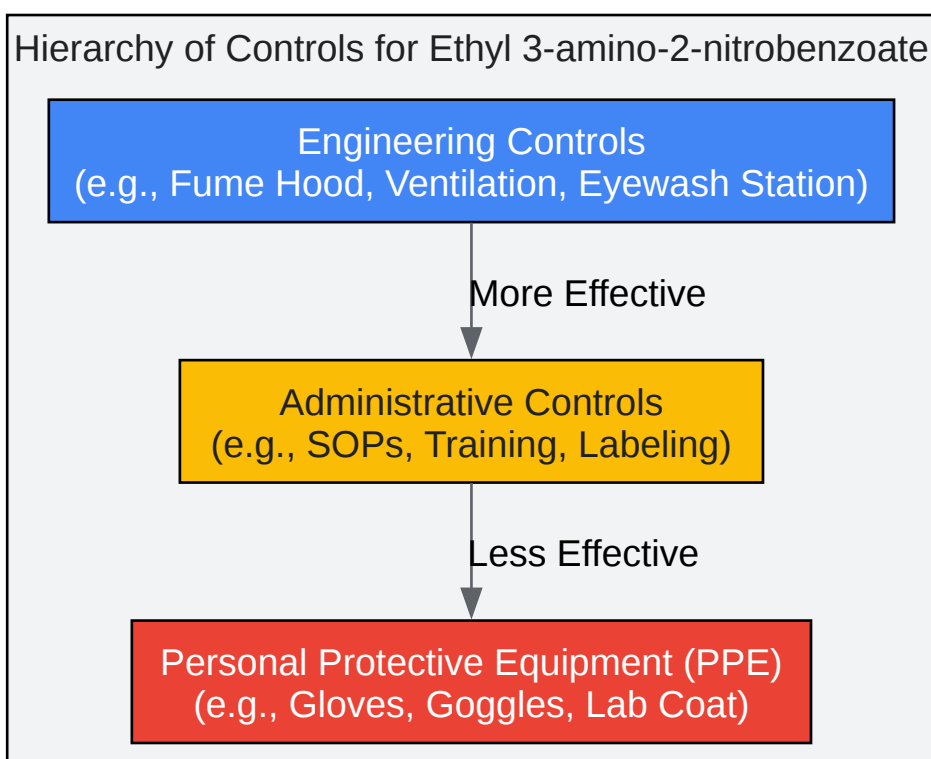 Hierarchy of Controls for Ethyl 3-amino-2-nitrobenzoate
Engineering Controls
(e.g., Fume Hood, Ventilation, Eyewash Station)
More Effective
Administrative Controls
(e.g., SOPs, Training, Labeling)
Less Effective
Personal Protective Equipment (PPE)
(e.g., Gloves, Goggles, Lab Coat)